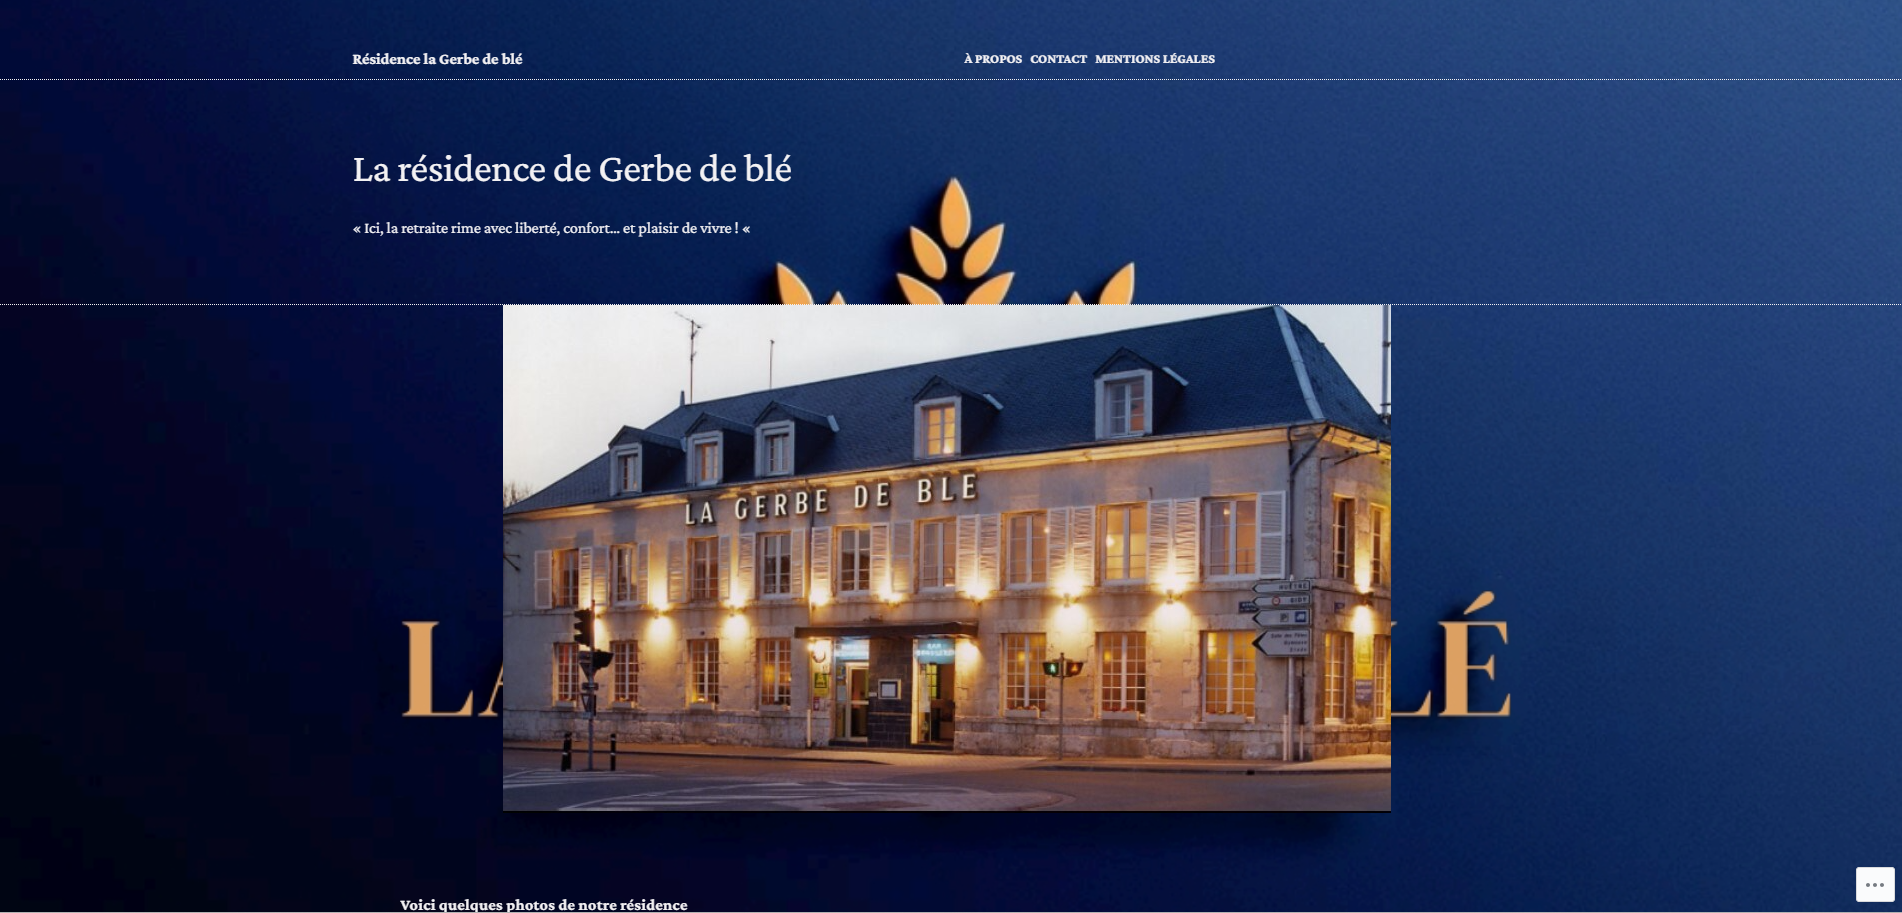 Résidence la Gerbe de blé
À PROPOS CONTACT MENTIONS LÉGALES
La résidence de Gerbe de blé
« Ici, la retraite rime avec liberté, confort… et plaisir de vivre ! «
LA GERBE DE BLE
LA
LÉ
Voici quelques photos de notre résidence